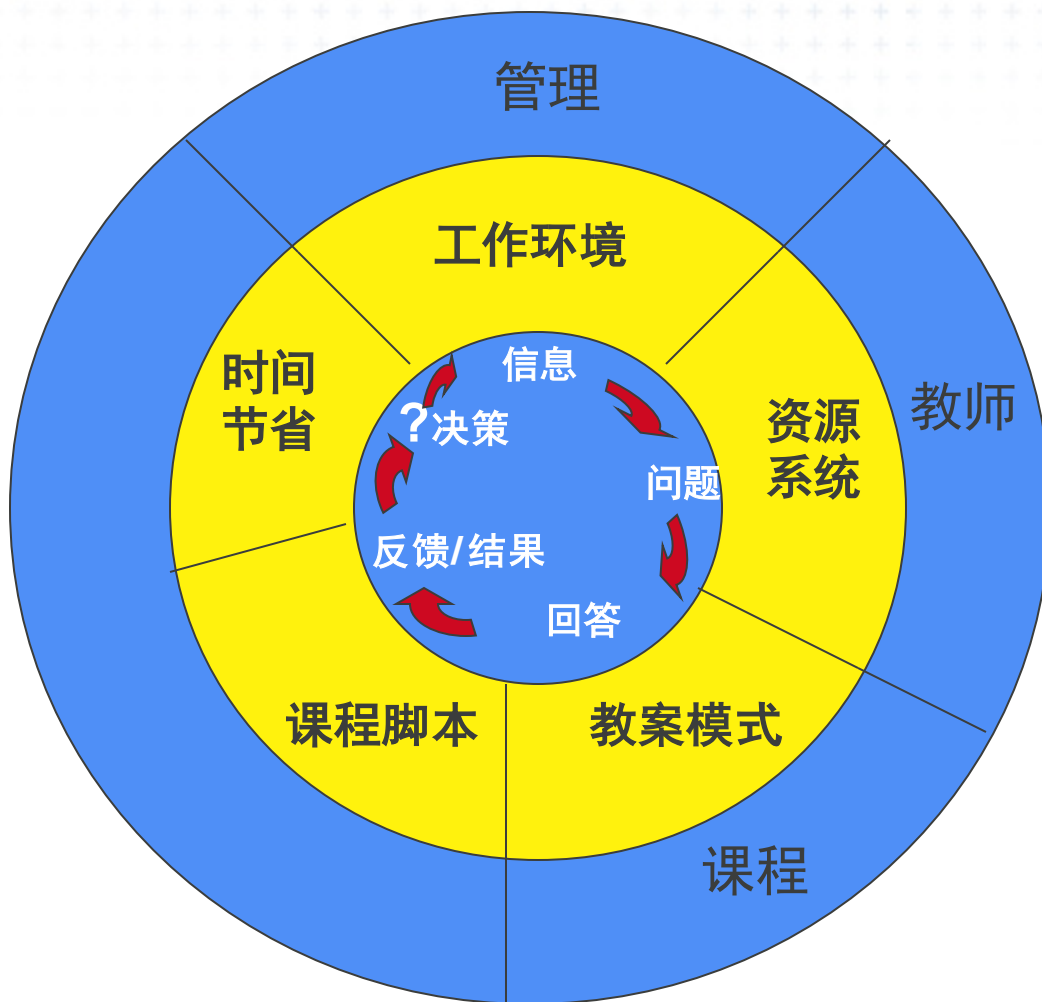 管理
工作环境
时间
节省
信息
?决策
教师
资源
系统
问题
反馈/结果
回答
课程脚本
教案模式
课程